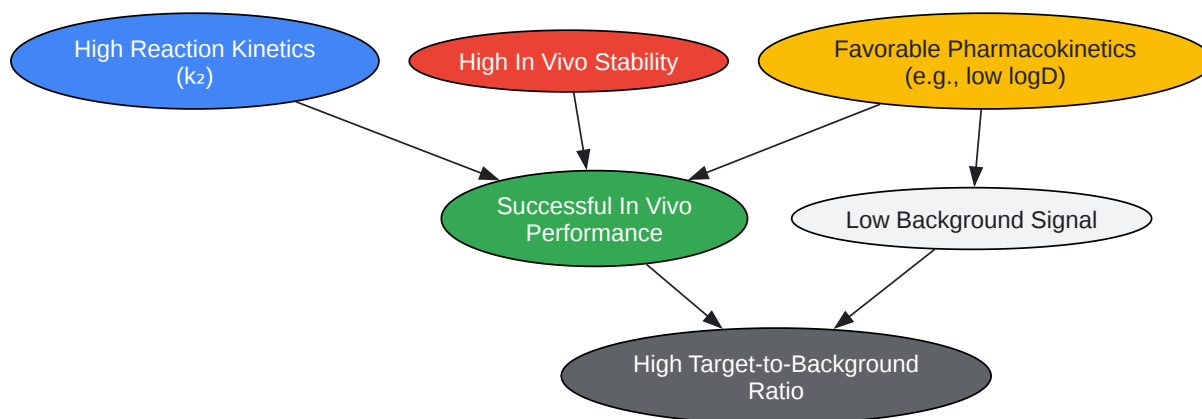 High Reaction Kinetics
(k₂)
High In Vivo Stability
Favorable Pharmacokinetics
(e.g., low logD)
Successful In Vivo
Performance
Low Background Signal
High Target-to-Background
Ratio